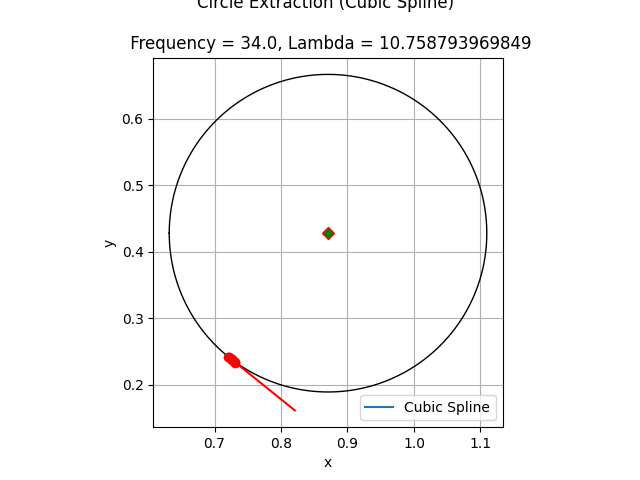 Circle Extraction (Cubic Spline)
Frequency = 34.0, Lambda = 10.758793969849
0.6
0.5
y
0.4
0.3
0.2
Cubic Spline
0.7 0.8 0.9 1.0 1.1
x